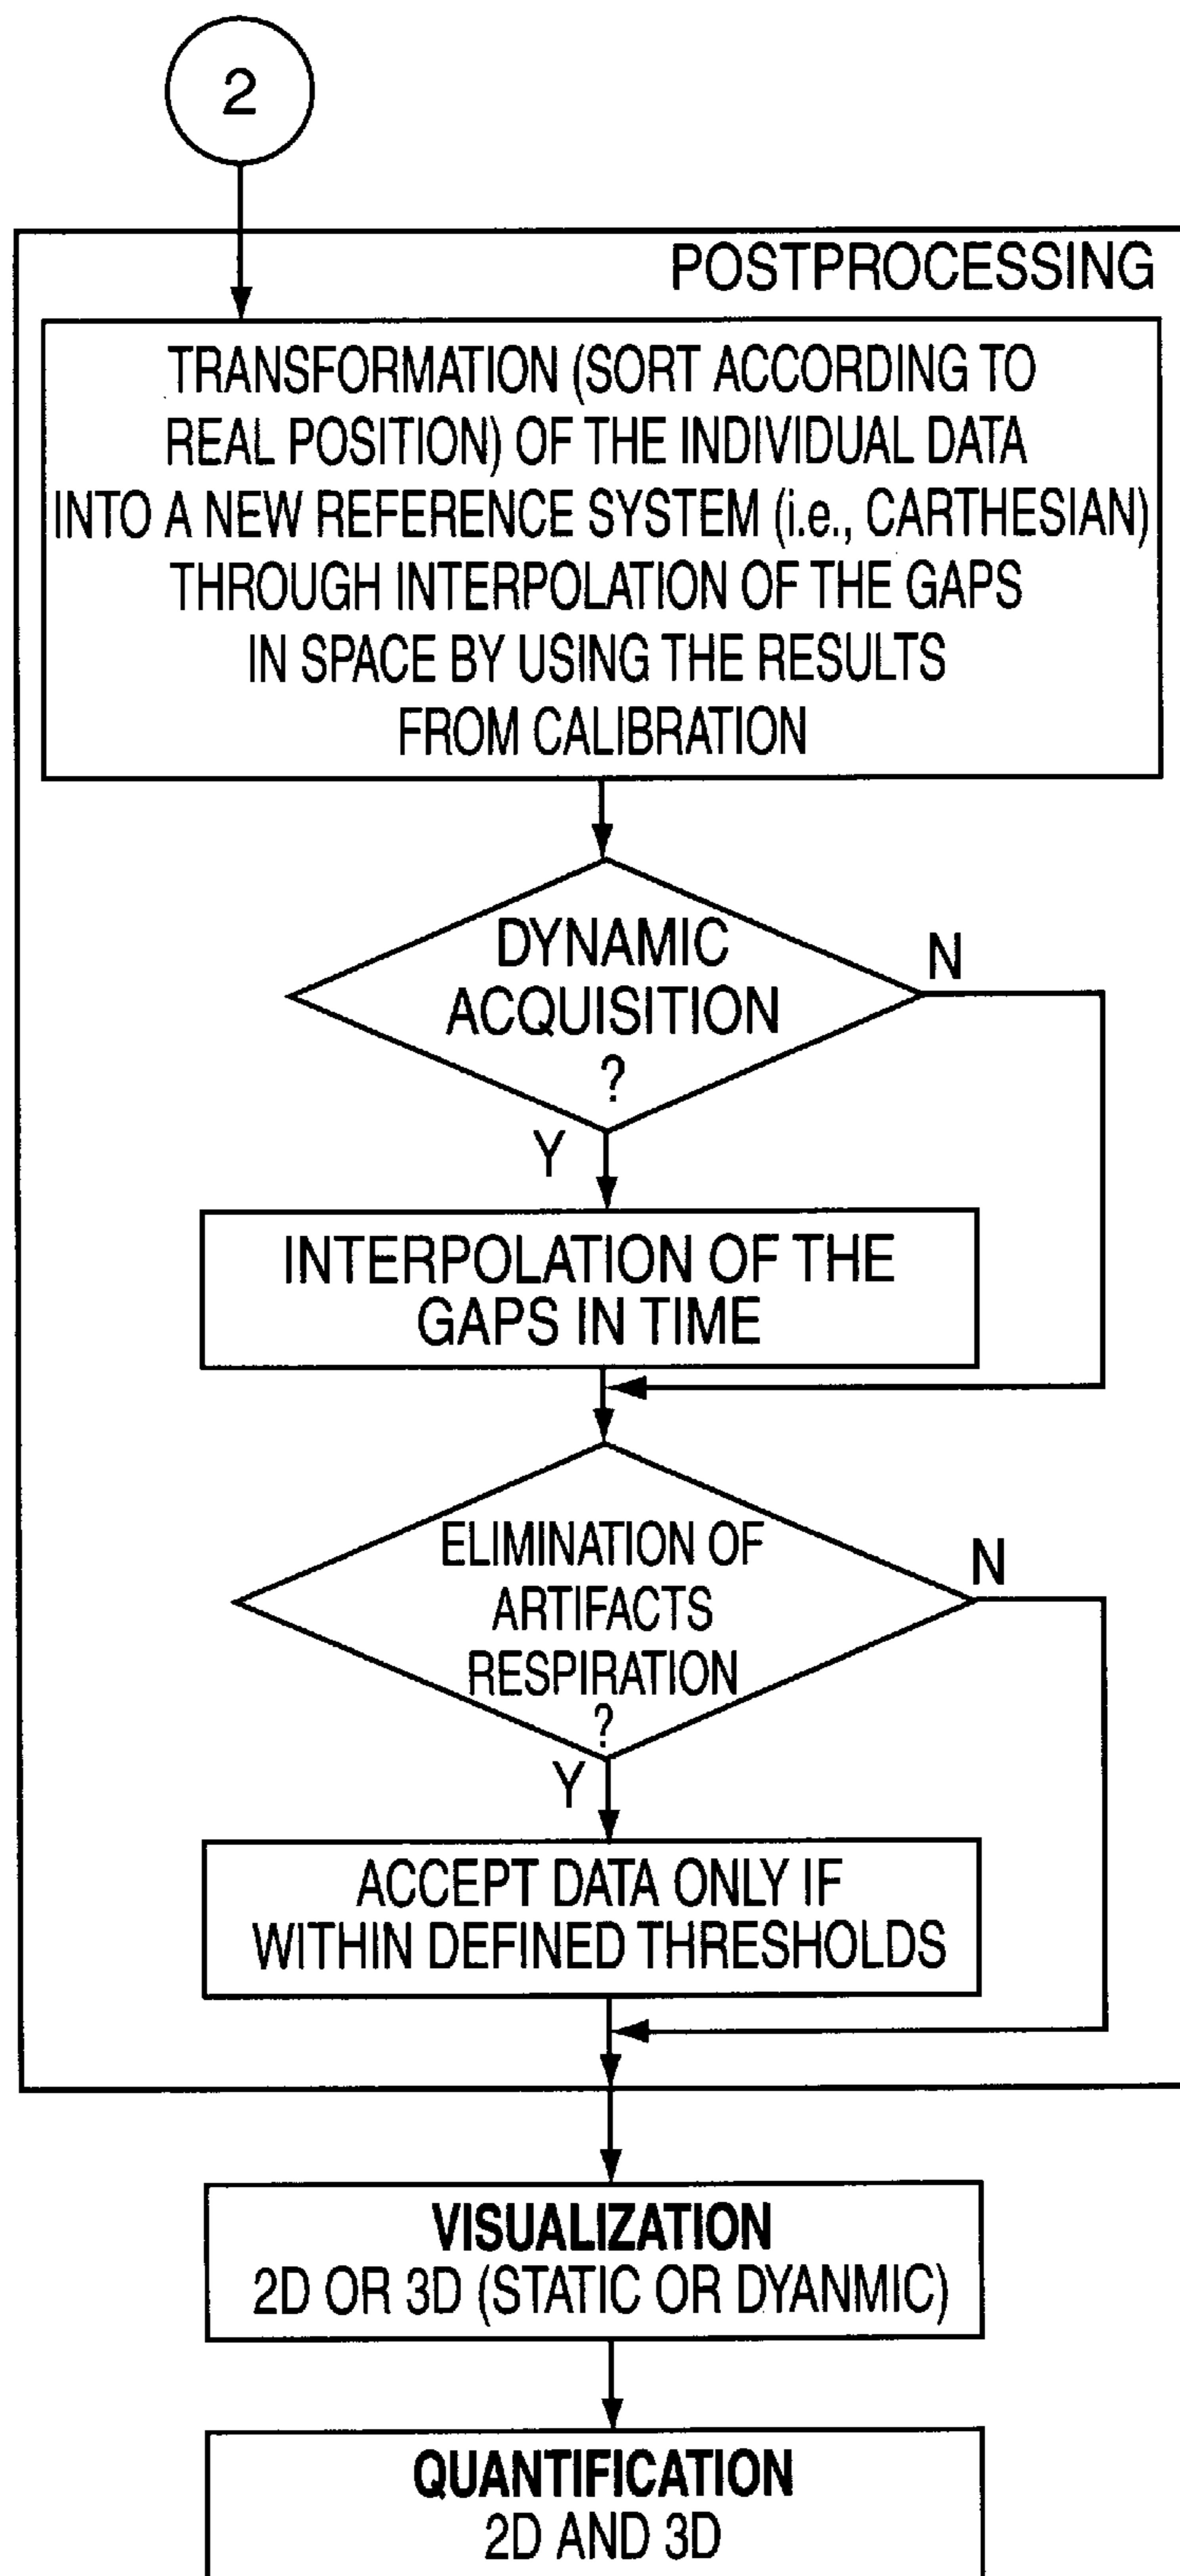 2
POSTPROCESSING
TRANSFORMATION (SORT ACCORDING TO
REAL POSITION) OF THE INDIVIDUAL DATA
INTO A NEW REFERENCE SYSTEM (i.e., CARTHESIAN)
THROUGH INTERPOLATION OF THE GAPS
IN SPACE BY USING THE RESULTS
FROM CALIBRATION
DYNAMIC
ACQUISITION
?
N
Y
INTERPOLATION OF THE
GAPS IN TIME
ELIMINATION OF
ARTIFACTS
RESPIRATION
?
N
Y
ACCEPT DATA ONLY IF
WITHIN DEFINED THRESHOLDS
VISUALIZATION
2D OR 3D (STATIC OR DYANMIC)
QUANTIFICATION
2D AND 3D